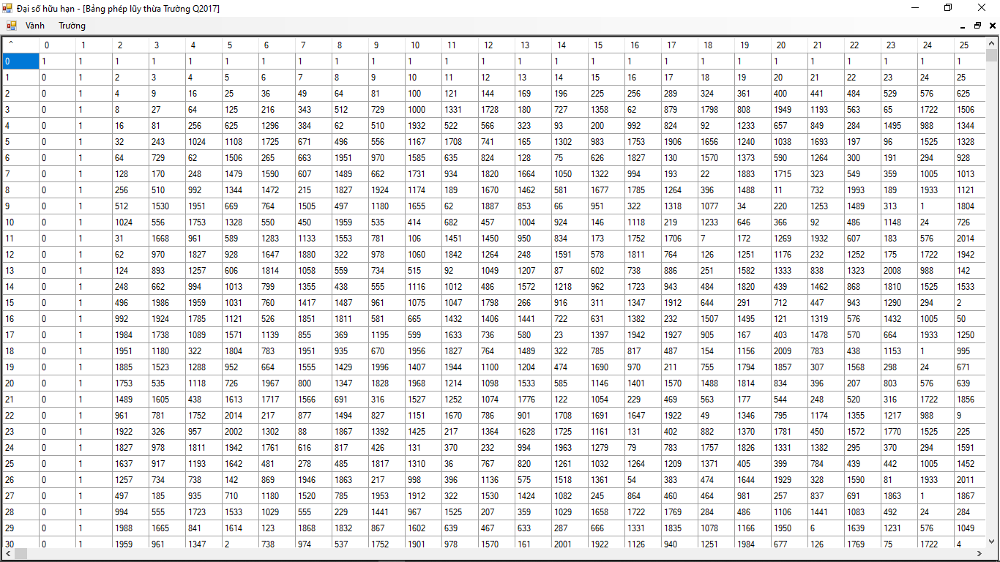 Đại số hữu hạn - [Bảng phép lũy thừa Trường Q2017]
Vành Trường
^ 0 1 2 3 4 5 6 7 8 9 10 11 12 13 14 15 16 17 18 19 20 21 22 23 24 25
0 1 1 1 1 1 1 1 1 1 1 1 1 1 1 1 1 1 1 1 1 1 1 1 1 1 1
1 0 1 2 3 4 5 6 7 8 9 10 11 12 13 14 15 16 17 18 19 20 21 22 23 24 25
2 0 1 4 9 16 25 36 49 64 81 100 121 144 169 196 225 256 289 324 361 400 441 484 529 576 625
3 0 1 8 27 64 125 216 343 512 729 1000 1331 1728 180 727 1358 62 879 1798 808 1949 1193 563 65 1722 1506
4 0 1 16 81 256 625 1296 384 62 510 1932 522 566 323 93 200 992 824 92 1233 657 849 284 1495 988 1344
5 0 1 32 243 1024 1108 1725 671 496 556 1167 1708 741 165 1302 983 1753 1906 1656 1240 1038 1693 197 96 1525 1328
6 0 1 64 729 62 1506 265 663 1951 970 1585 635 824 128 75 626 1827 130 1570 1373 590 1264 300 191 294 928
7 0 1 128 170 248 1479 1590 607 1489 662 1731 934 1820 1664 1050 1322 994 193 22 1883 1715 323 549 359 1005 1013
8 0 1 256 510 992 1344 1472 215 1827 1924 1174 189 1670 1462 581 1677 1785 1264 396 1488 11 732 1993 189 1933 1121
9 0 1 512 1530 1951 669 764 1505 497 1180 1655 62 1887 853 66 951 322 1318 1077 34 220 1253 1489 313 1 1804
10 0 1 1024 556 1753 1328 550 450 1959 535 414 682 457 1004 924 146 1118 219 1233 646 366 92 486 1148 24 726
11 0 1 31 1668 961 589 1283 1133 1553 781 106 1451 1450 950 834 173 1752 1706 7 172 1269 1932 607 183 576 2014
12 0 1 62 970 1827 928 1647 1880 322 978 1060 1842 1264 248 1591 578 1811 764 126 1251 1176 232 1252 175 1722 1942
13 0 1 124 893 1257 606 1814 1058 559 734 515 92 1049 1207 87 602 738 886 251 1582 1333 838 1323 2008 988 142
14 0 1 248 662 994 1013 799 1355 438 555 1116 1012 486 1572 1218 962 1723 943 484 1820 439 1462 868 1810 1525 1533
15 0 1 496 1986 1959 1031 760 1417 1487 961 1075 1047 1798 266 916 311 1347 1912 644 291 712 447 943 1290 294 2
16 0 1 992 1924 1785 1121 526 1851 1811 581 665 1432 1406 1441 722 631 1382 232 1507 1495 121 1319 576 1432 1005 50
17 0 1 1984 1738 1089 1571 1139 855 369 1195 599 1633 736 580 23 1397 1942 1927 905 167 403 1478 570 664 1933 1250
18 0 1 1951 1180 322 1804 783 1951 935 670 1956 1827 764 1489 322 785 817 487 154 1156 2009 783 438 1153 1 995
19 0 1 1885 1523 1288 952 664 1555 1429 1996 1407 1944 1100 1204 474 1690 970 211 755 1794 1857 307 1568 298 24 671
20 0 1 1753 535 1118 726 1967 800 1347 1828 1968 1214 1098 1533 585 1146 1401 1570 1488 1814 834 396 207 803 576 639
21 0 1 1489 1605 438 1613 1717 1566 691 316 1527 1252 1074 1776 122 1054 229 469 563 177 544 248 520 316 1722 1856
22 0 1 961 781 1752 2014 217 877 1494 827 1151 1670 786 901 1708 1691 1647 1922 49 1346 795 1174 1355 1217 988 9
23 0 1 1922 326 957 2002 1302 88 1867 1392 1425 217 1364 1628 1725 1161 131 402 882 1370 1781 450 1572 1770 1525 225
24 0 1 1827 978 1811 1942 1761 616 817 426 131 370 232 994 1963 1279 79 783 1757 1826 1331 1382 295 370 294 1591
25 0 1 1637 917 1193 1642 481 278 485 1817 1310 36 767 820 1261 1032 1264 1209 1371 405 399 784 439 442 1005 1452
26 0 1 1257 734 738 142 869 1946 1863 217 998 396 1136 575 1518 1361 54 383 474 1644 1929 328 1590 81 1933 2011
27 0 1 497 185 935 710 1180 1520 785 1953 1912 322 1530 1424 1082 245 864 460 464 981 257 837 691 1863 1 1867
28 0 1 994 555 1723 1533 1029 555 229 1441 967 1525 207 359 1029 1658 1722 1769 284 486 1106 1441 1083 492 24 284
29 0 1 1988 1665 841 1614 123 1868 1832 867 1602 639 467 633 287 666 1331 1835 1078 1166 1950 6 1639 1231 576 1049
30 0 1 1959 961 1347 2 738 974 537 1752 1901 978 1570 161 2001 1922 1126 940 1251 1984 677 126 1769 75 1722 4